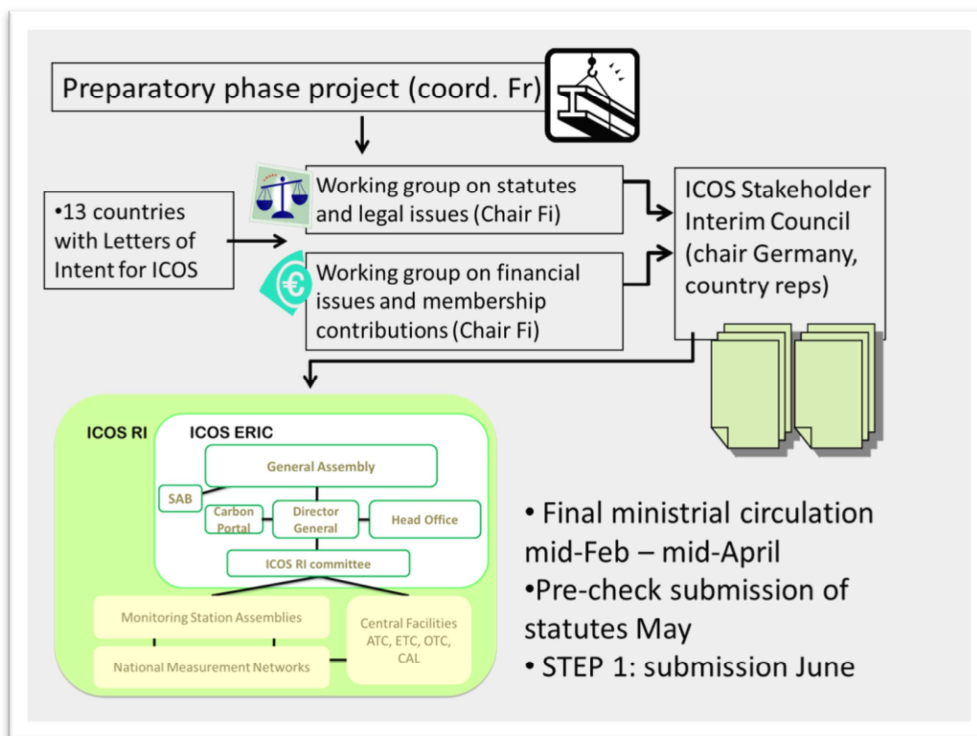 Preparatory phase project (coord. Fr)
•13 countries
with Letters of
Intent for ICOS
Working group on statutes
and legal issues (Chair Fi)
€
Working group on financial
issues and membership
contributions (Chair Fi)
ICOS Stakeholder
Interim Council
(chair Germany,
country reps)
ICOS RI
ICOS ERIC
General Assembly
SAB
Carbon
Portal
Director
General
Head Office
ICOS RI committee
Monitoring Station Assemblies
National Measurement Networks
Central Facilities
ATC, ETC, OTC,
CAL
• Final ministrial circulation
mid-Feb – mid-April
•Pre-check submission of
statutes May
• STEP 1: submission June